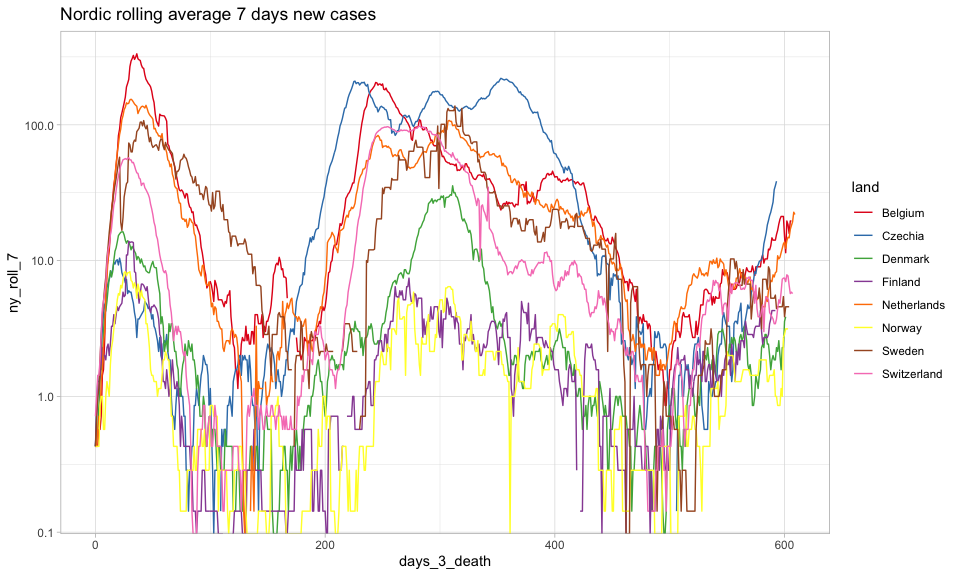 Nordic rolling average 7 days new cases
ny_roll_7
100.0
10.0
1.0
0.1
0
200
400
600
days_3_death
land
Belgium
Czechia
Denmark
Finland
Netherlands
Norway
Sweden
Switzerland